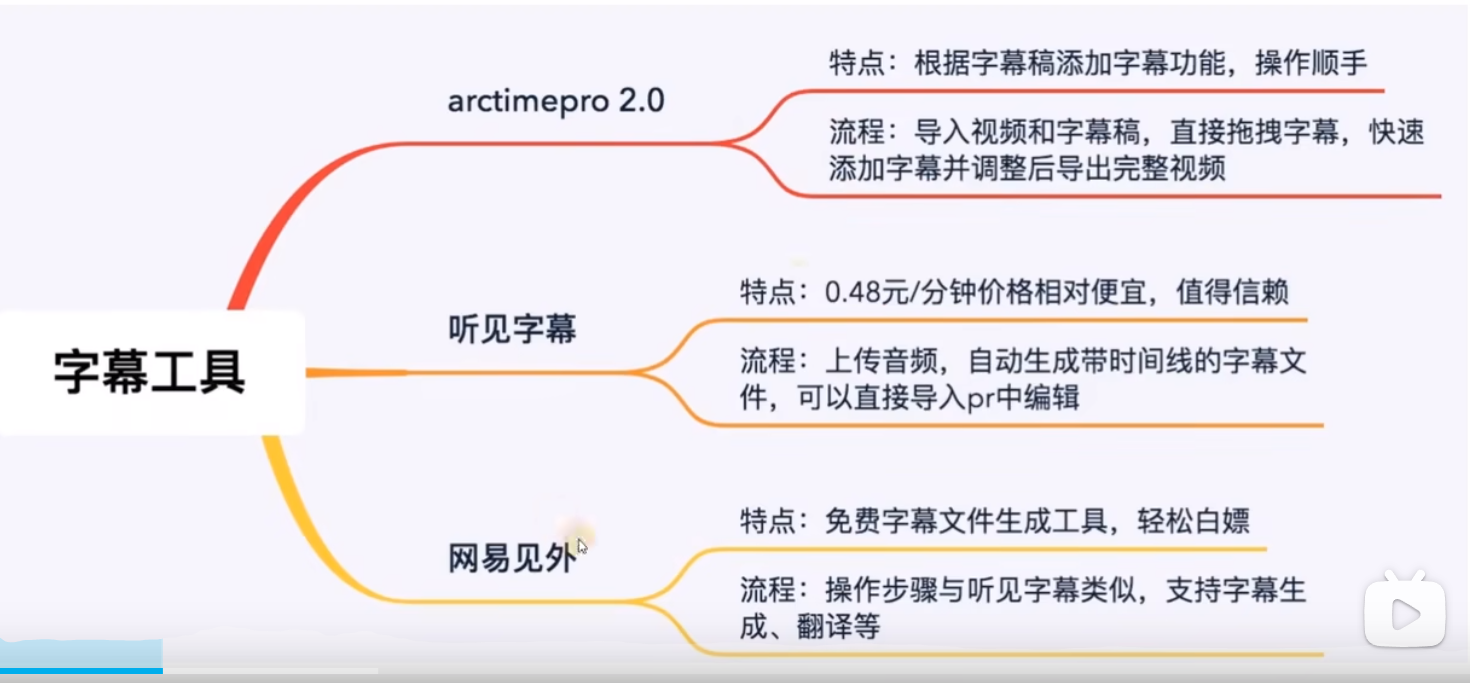 特点：根据字幕稿添加字幕功能，操作顺手
arctimepro 2.0
流程：导入视频和字幕稿，直接拖拽字幕，快速
添加字幕并调整后导出完整视频
特点：0.48元/分钟价格相对便宜，值得信赖
听见字幕
流程：上传音频，自动生成带时间线的字幕文
件，可以直接导入pr中编辑
字幕工具
特点：免费字幕文件生成工具，轻松白嫖
网易见外
流程：操作步骤与听见字幕类似，支持字幕生
成、翻译等